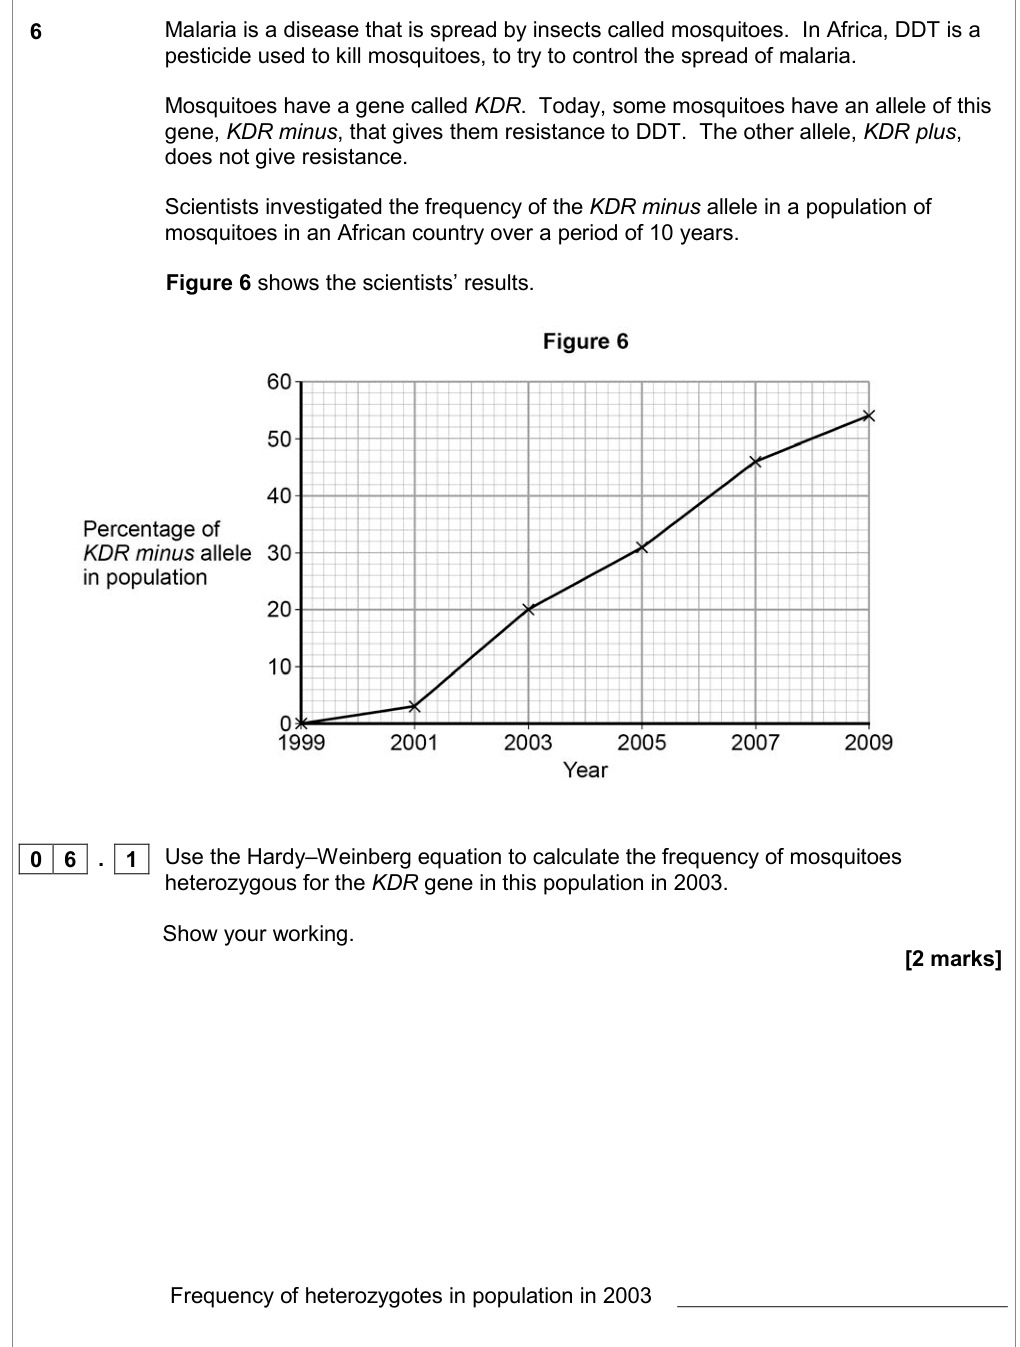 6
Malaria is a disease that is spread by insects called mosquitoes. In Africa, DDT is a
pesticide used to kill mosquitoes, to try to control the spread of malaria.
Mosquitoes have a gene called KDR. Today, some mosquitoes have an allele of this
gene, KDR minus, that gives them resistance to DDT. The other allele, KDR plus,
does not give resistance.
Scientists investigated the frequency of the KDR minus allele in a population of
mosquitoes in an African country over a period of 10 years.
Figure 6 shows the scientists’ results.
Figure 6
60
50
40
Percentage of
KDR minus allele
in population
30
20
10
0
1999 2001 2003 2005 2007 2009
Year
0 6 . 1
Use the Hardy–Weinberg equation to calculate the frequency of mosquitoes
heterozygous for the KDR gene in this population in 2003.
Show your working.
[2 marks]
Frequency of heterozygotes in population in 2003